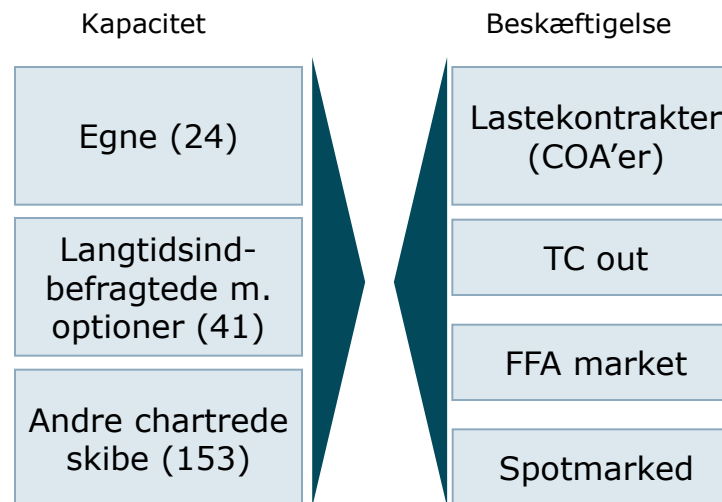 Kapacitet
Egne (24)
Langtidsind-
befragtede m.
optioner (41)
Andre chartrede
skibe (153)
Beskæftigelse
Lastekontrakter
(COA’er)
TC out
FFA market
Spotmarked